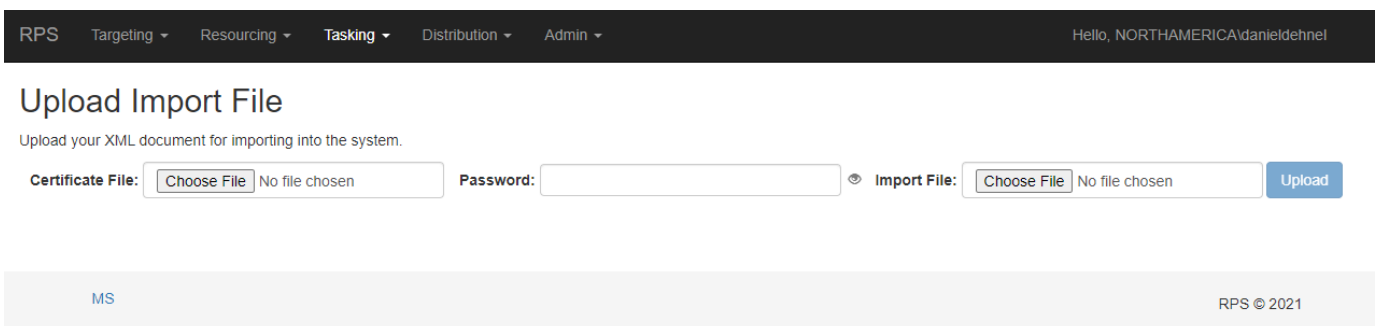 RPS Targeting Resourcing Tasking Distribution Admin Hello, NORTHAMERICA\danieldehnel
Upload Import File
Upload your XML document for importing into the system.
Certificate File: Choose File No file chosen Password: Import File: Choose File No file chosen Upload
MS
RPS © 2021